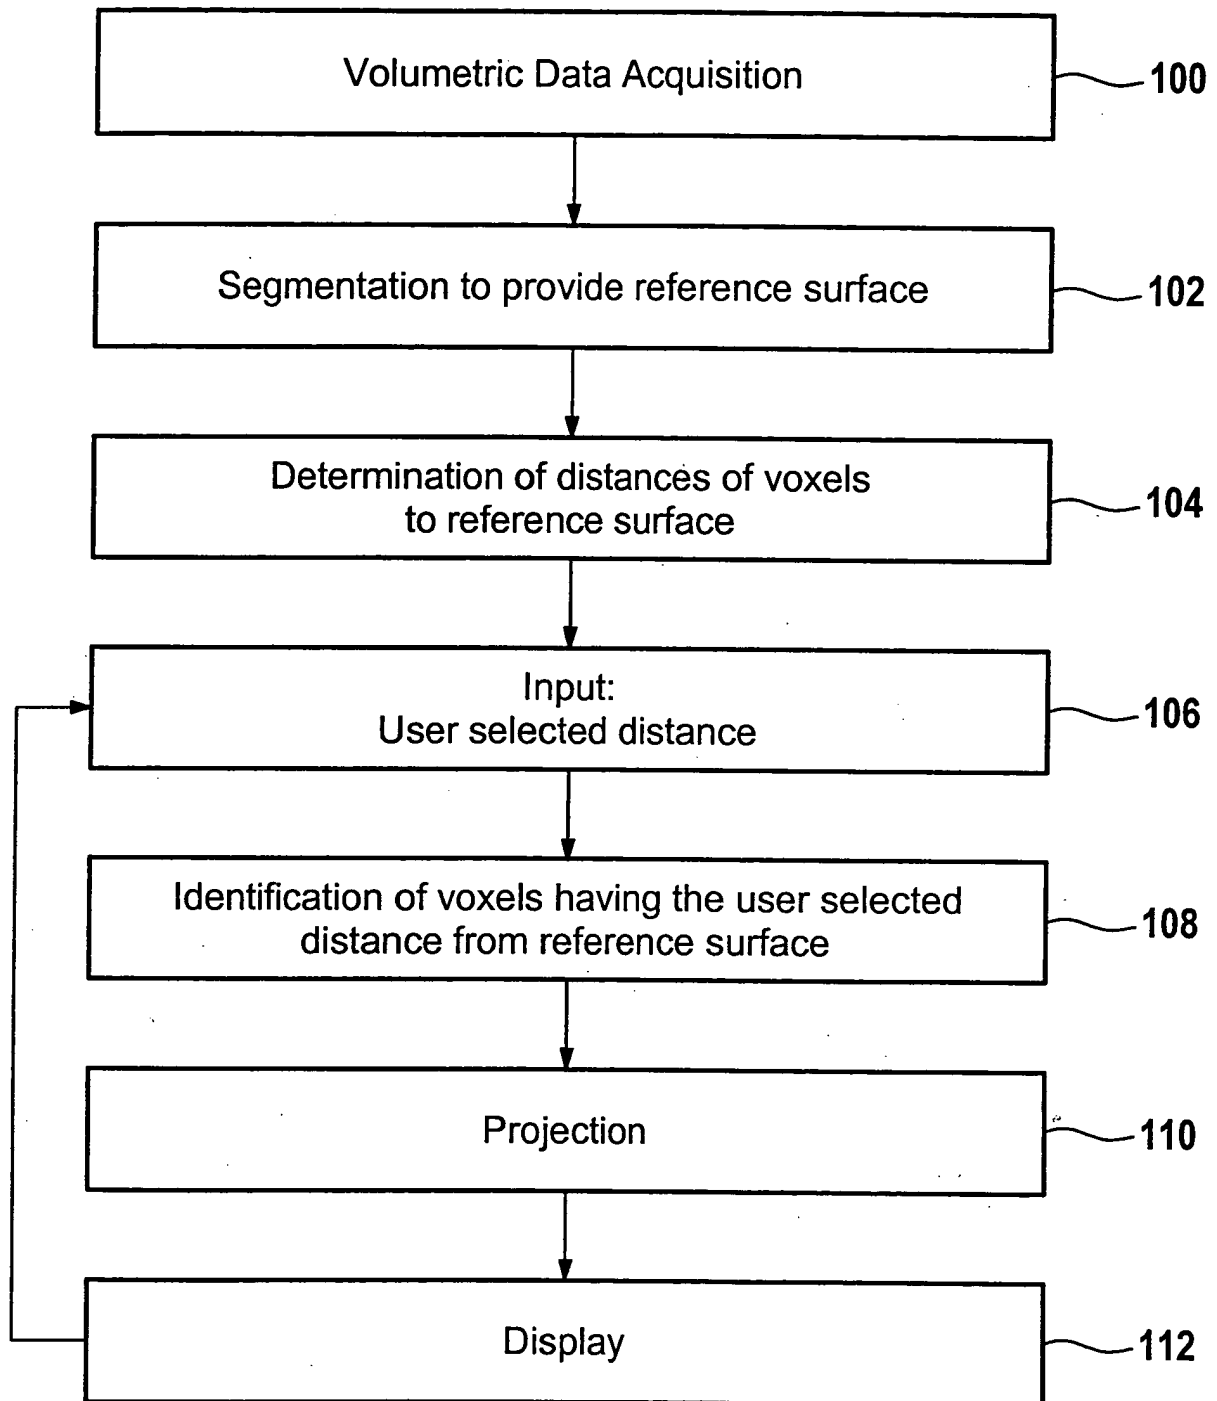 Volumetric Data Acquisition
100
Segmentation to provide reference surface
102
Determination of distances of voxels
to reference surface
104
Input:
User selected distance
106
Identification of voxels having the user selected
distance from reference surface
108
Projection
110
Display
112